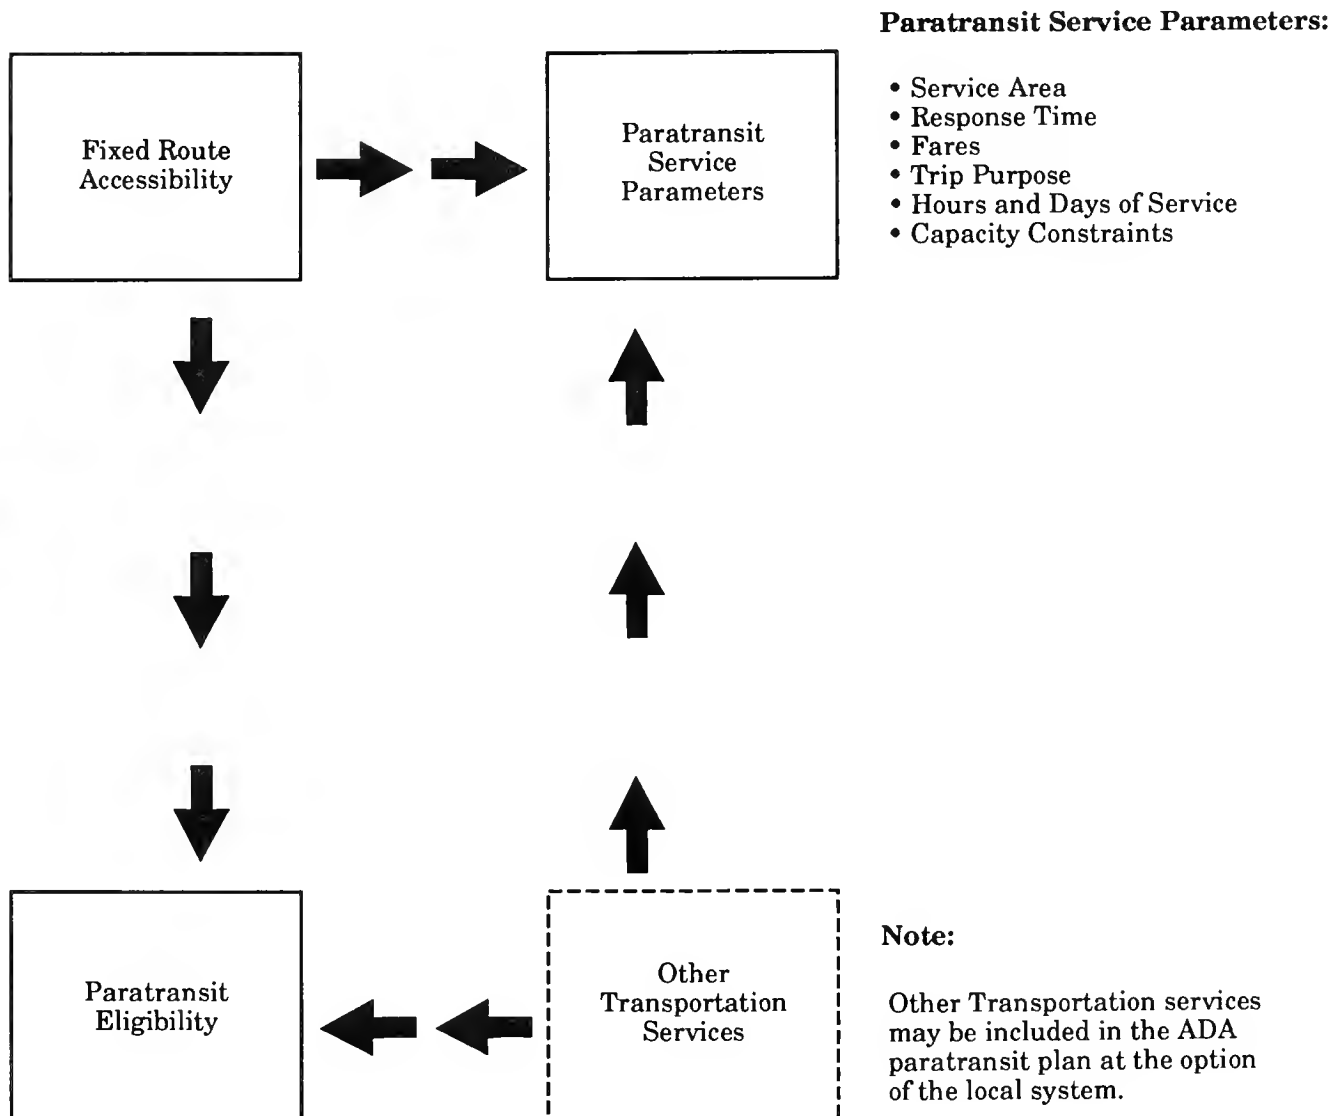 Paratransit Service Parameters:
Fixed Route
Accessibility
Paratransit
Service
Parameters
• Service Area
• Response Time
• Fares
• Trip Purpose
• Hours and Days of Service
• Capacity Constraints
Paratransit
Eligibility
Other
Transportation
Services
Note:
Other Transportation services
may be included in the ADA
paratransit plan at the option
of the local system.